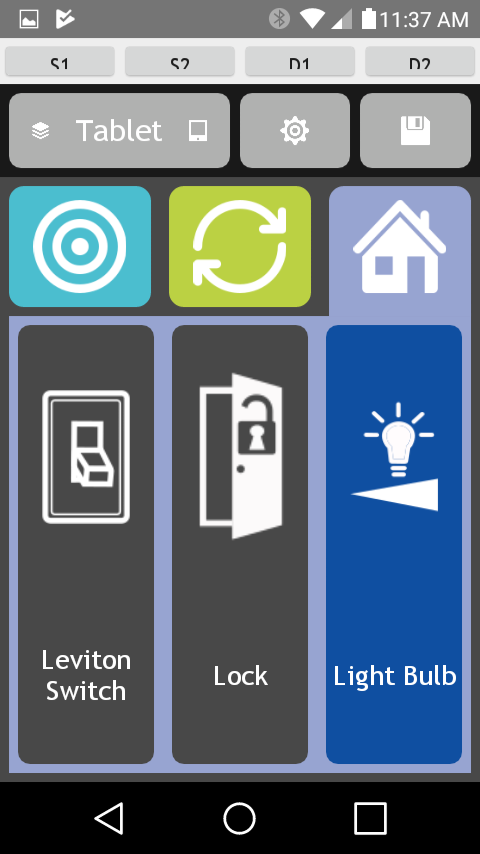 11:37 AM
S1 S2 D1 D2
Tablet
Leviton
Switch
Lock
Light Bulb